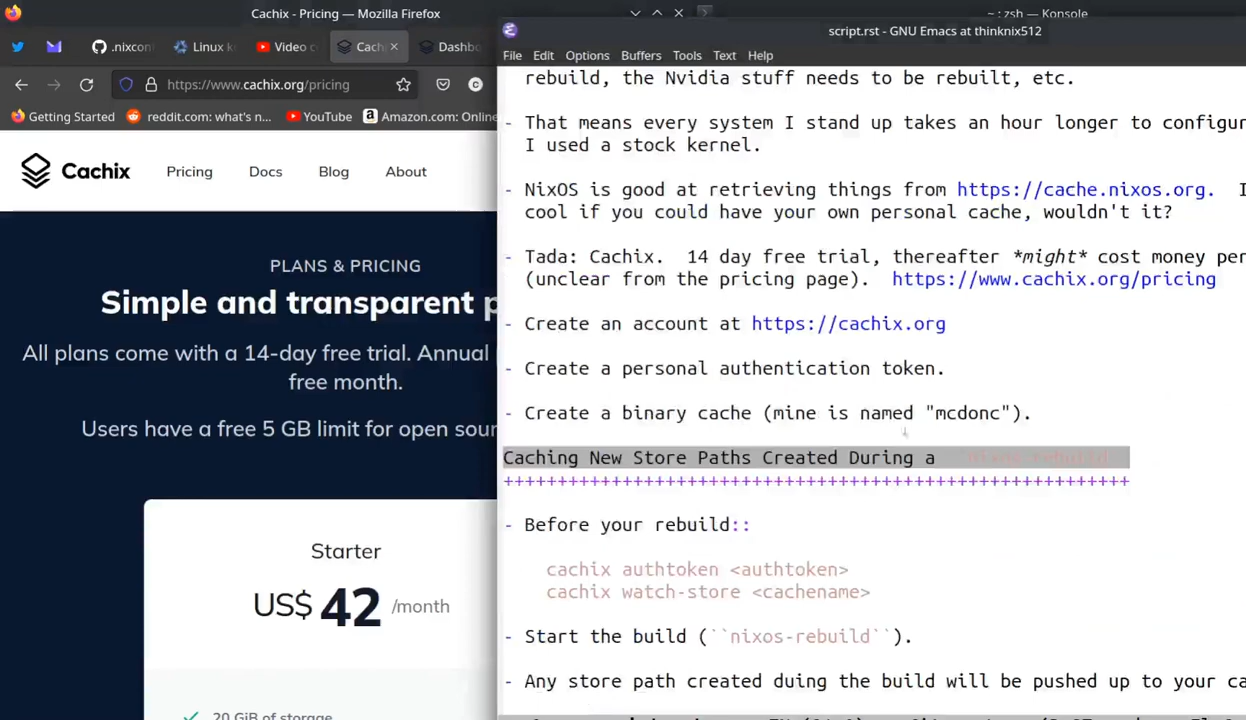 Cachix - Pricing — Mozilla Firefox
~ : zsh — Konsole
.nixcon
Linux k
Video c
Cach
Dashbo
https://www.cachix.org/pricing
Getting Started
reddit.com: what's n...
YouTube
Amazon.com: Online
Cachix
Pricing
Docs
Blog
About
PLANS & PRICING
Simple and transparent p
All plans come with a 14-day free trial. Annual
free month.
Users have a free 5 GB limit for open sour
Starter
US$ 42 /month
20 GiB of storage
script.rst - GNU Emacs at thinknix512
File Edit Options Buffers Tools Text Help
rebuild, the Nvidia stuff needs to be rebuilt, etc.
- That means every system I stand up takes an hour longer to configur
I used a stock kernel.
- NixOS is good at retrieving things from https://cache.nixos.org. I
cool if you could have your own personal cache, wouldn't it?
- Tada: Cachix. 14 day free trial, thereafter *might* cost money per
(unclear from the pricing page). https://www.cachix.org/pricing
- Create an account at https://cachix.org
- Create a personal authentication token.
- Create a binary cache (mine is named "mcdonc").
Caching New Store Paths Created During a ``nixos-rebuild``
++++++++++++++++++++++++++++++++++++++++++++++++++++++++++
- Before your rebuild::
cachix authtoken <authtoken>
cachix watch-store <cachename>
- Start the build (``nixos-rebuild``).
- Any store path created duing the build will be pushed up to your ca